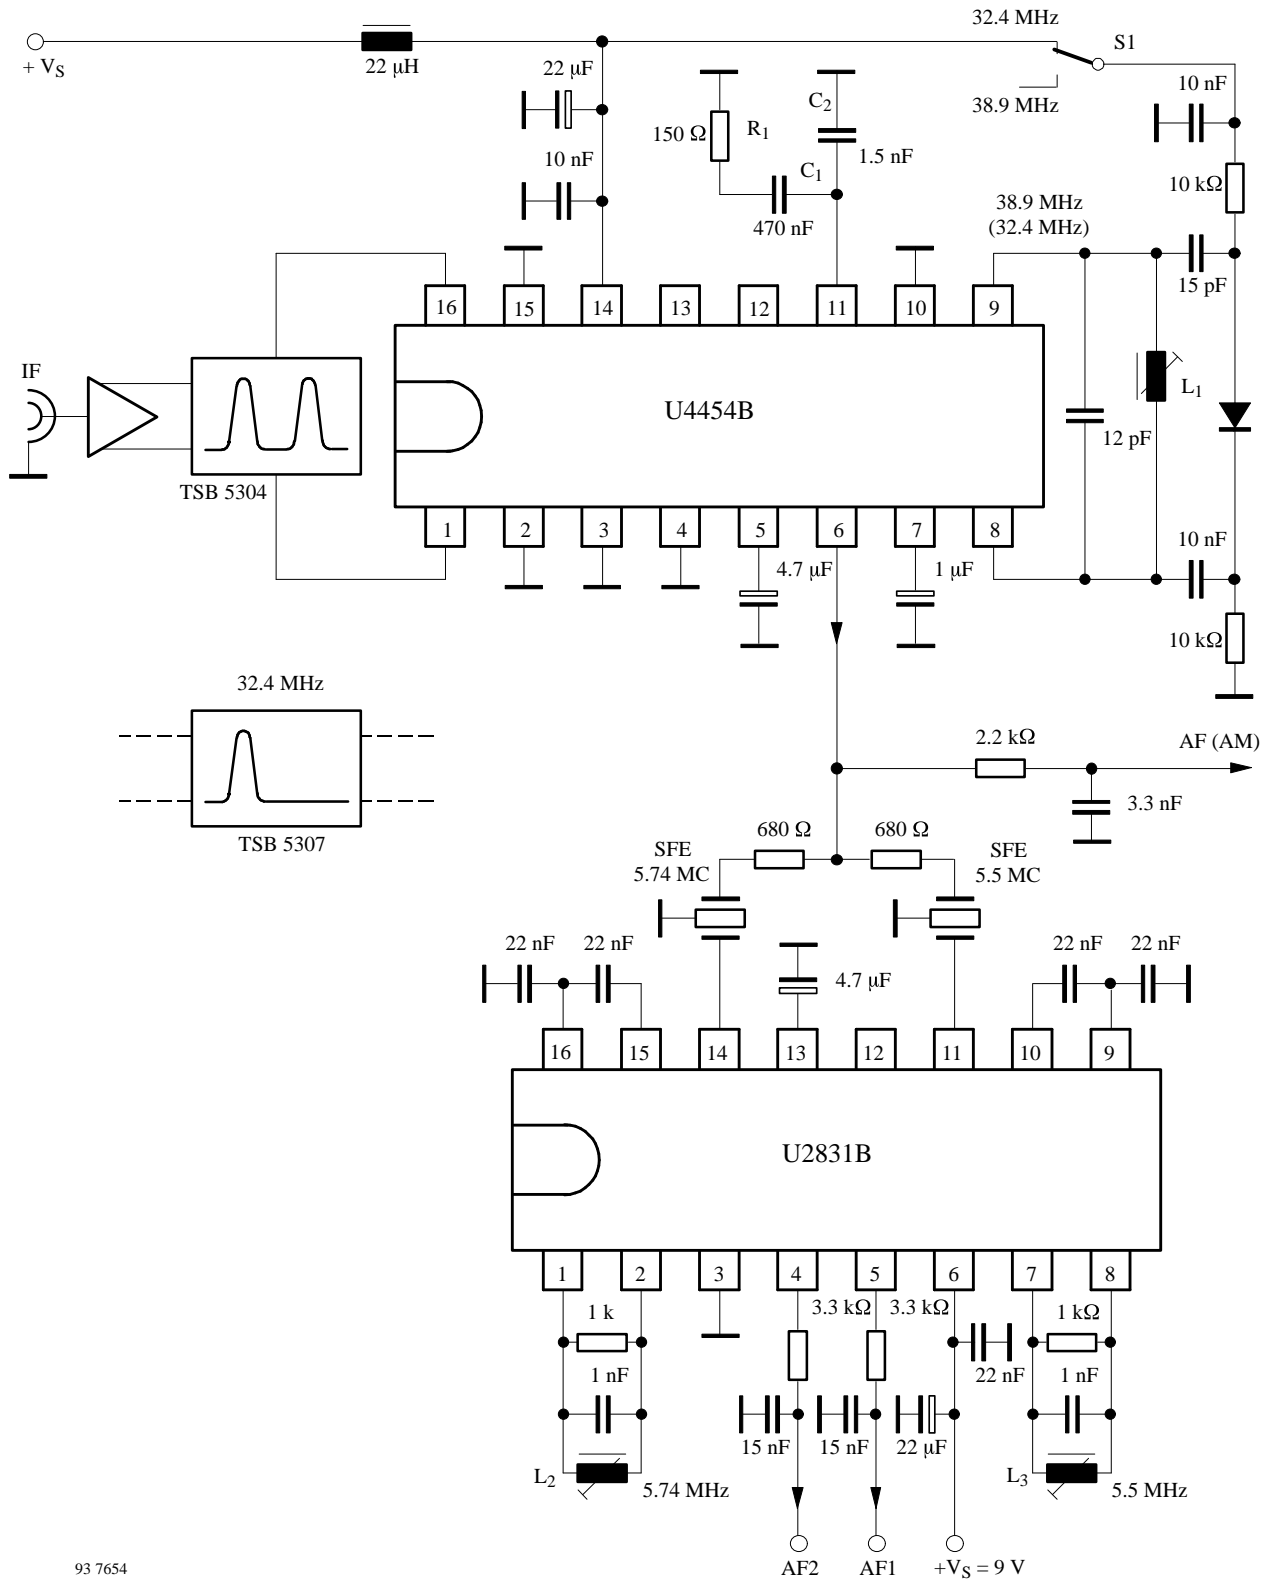 32.4 MHz
S1
+ VS
22 µH
22 µF
10 nF
C2
38.9 MHz
150 Ω
R1
10 nF
1.5 nF
C1
10 kΩ
470 nF
38.9 MHz
(32.4 MHz)
15 pF
16
15
14
13
12
11
10
9
IF
U4454B
L1
12 pF
TSB 5304
1
2
3
4
5
6
7
8
10 nF
4.7 µF
1 µF
10 kΩ
32.4 MHz
2.2 kΩ
AF (AM)
3.3 nF
TSB 5307
680 Ω
680 Ω
SFE
5.74 MC
SFE
5.5 MC
22 nF
22 nF
4.7 µF
22 nF
22 nF
16
15
14
13
12
11
10
9
U2831B
1
2
3
4
5
6
7
8
1 k
3.3 kΩ
3.3 kΩ
1 kΩ
1 nF
22 nF
1 nF
15 nF
15 nF
22 µF
L2
5.74 MHz
L3
5.5 MHz
93 7654
AF2
AF1
+VS = 9 V